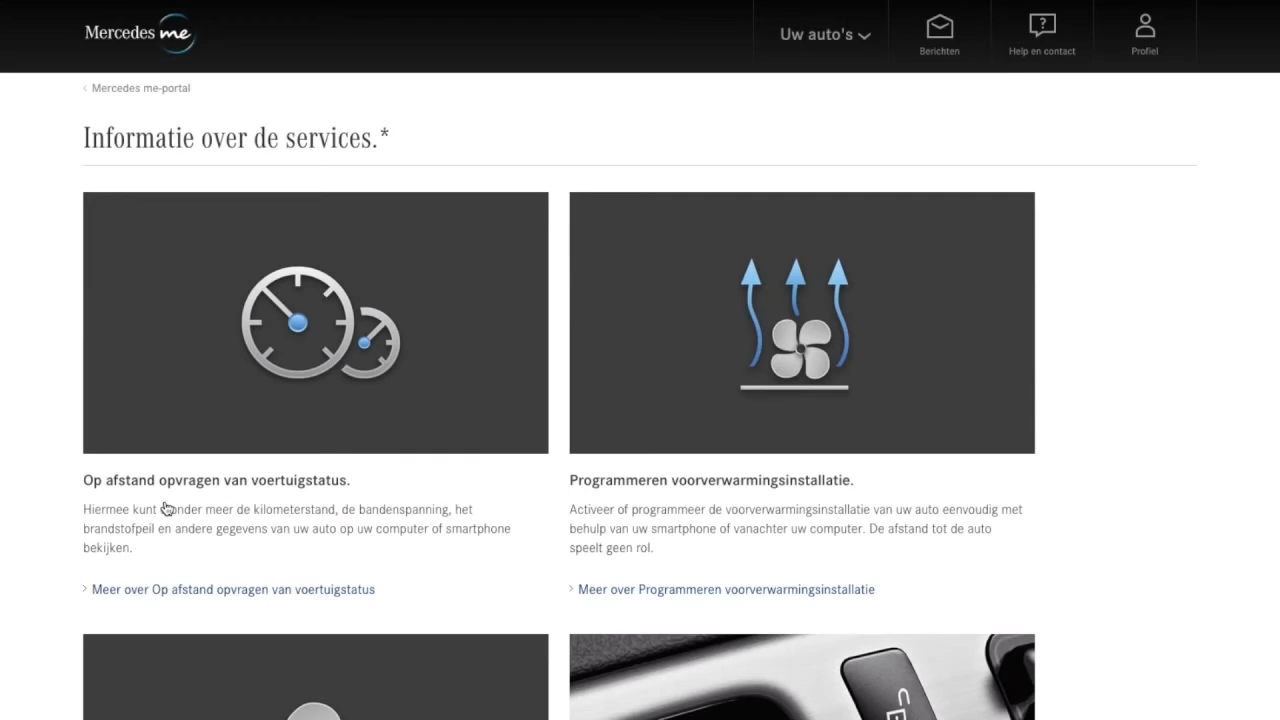 Mercedes me
Uw auto's
Berichten
Help en contact
Profiel
Mercedes me-portal
Informatie over de services.*
Op afstand opvragen van voertuigstatus.
Hiermee kunt onder meer de kilometerstand, de bandenspanning, het
brandstofpeil en andere gegevens van uw auto op uw computer of smartphone
bekijken.
Meer over Op afstand opvragen van voertuigstatus
Programmeren voorverwarmingsinstallatie.
Activeer of programmeer de voorverwarmingsinstallatie van uw auto eenvoudig met
behulp van uw smartphone of vanachter uw computer. De afstand tot de auto
speelt geen rol.
Meer over Programmeren voorverwarmingsinstallatie